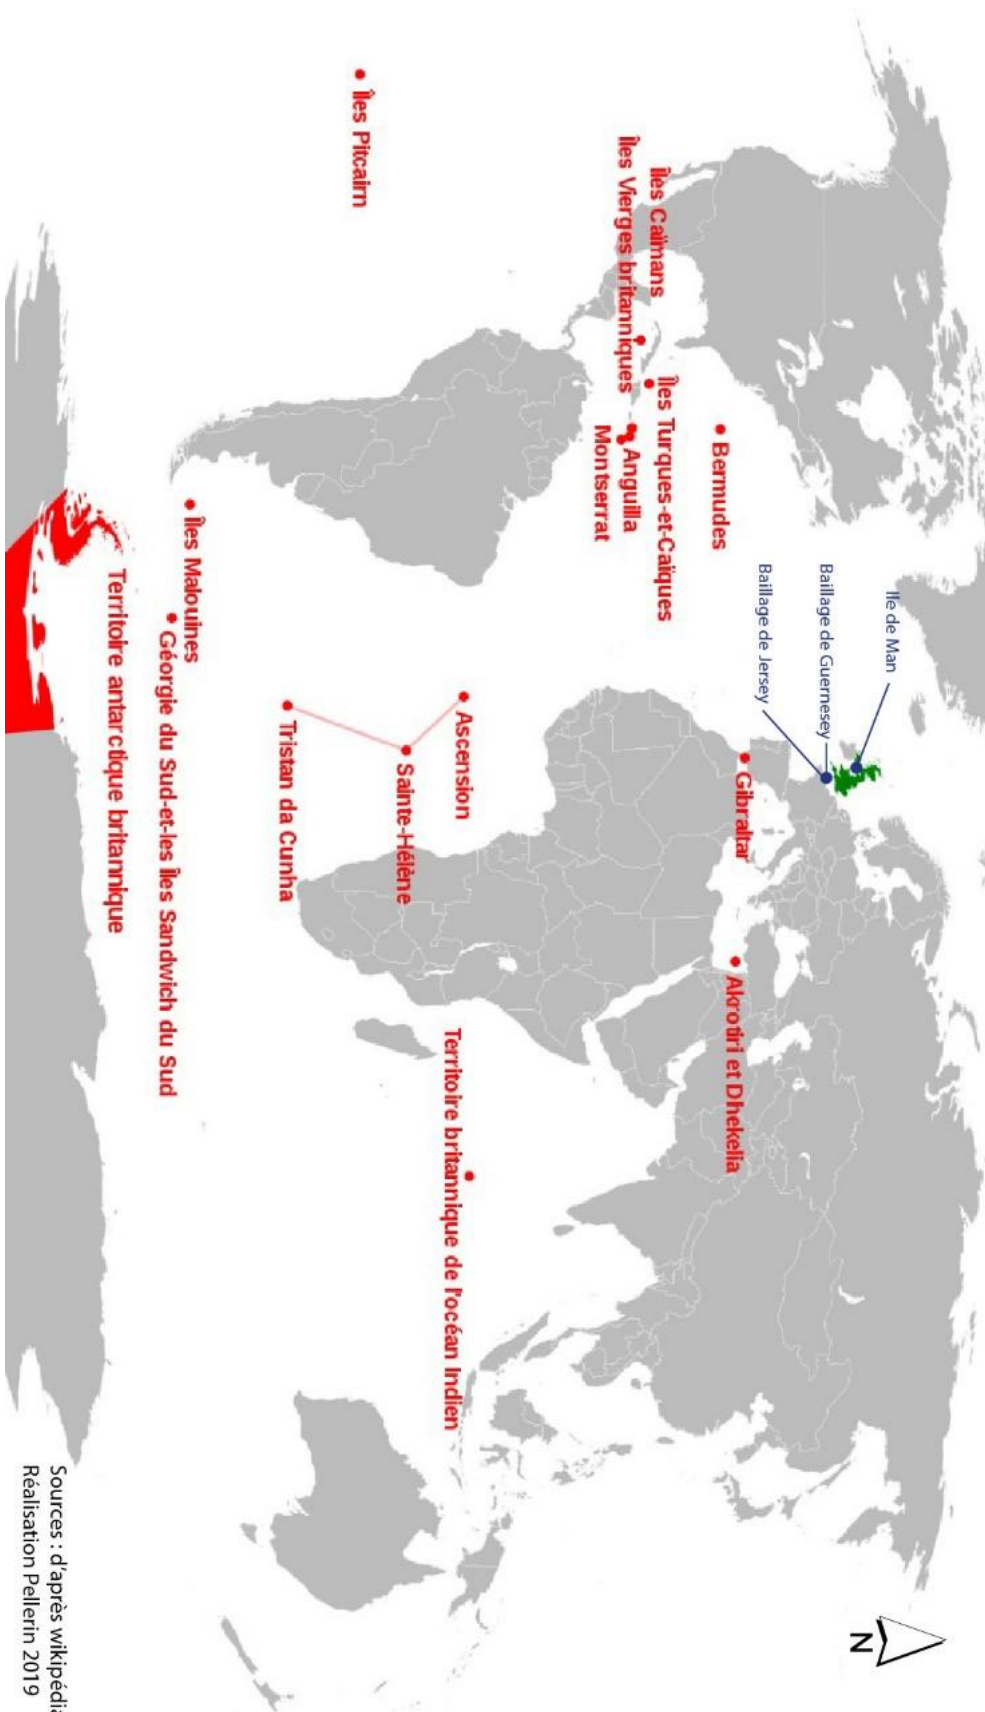 Ile de Man
Baillage de Guernesey
Baillage de Jersey
Bermudes
Îles Turques-et-Caïques
Îles Caïmans
Îles Vierges britanniques
Anguilla
Montserrat
Gibraltar
Akrotiri et Dhekelia
Îles Pitcairn
Ascension
Sainte-Hélène
Tristan da Cunha
Territoire britannique de l'océan Indien
Îles Malouines
Géorgie du Sud-et-les Îles Sandwich du Sud
Territoire antarctique britannique
N
Sources : d'après wikipédia
Réalisation Pellerin 2019